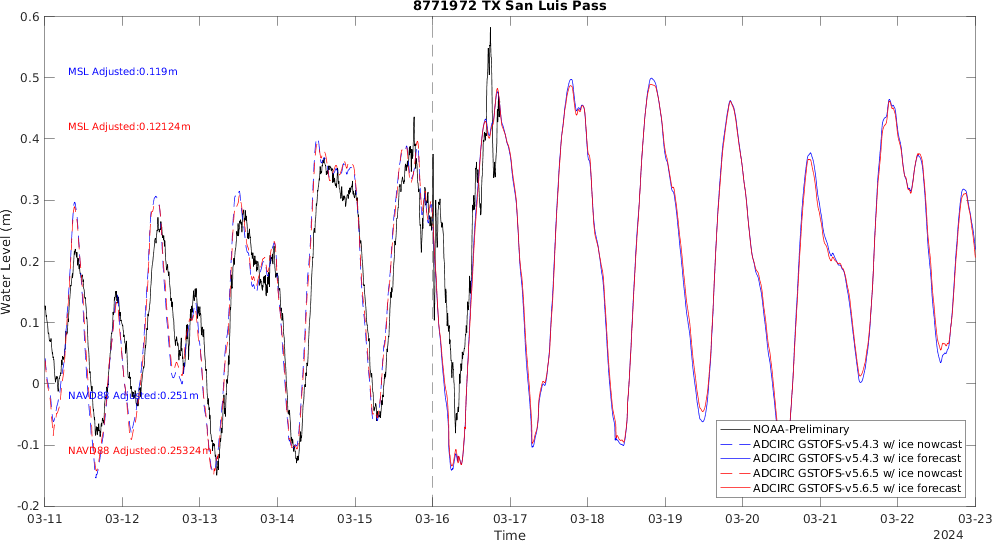 8771972 TX San Luis Pass
0.6
0.5
0.4
0.3
0.2
0.1
0
-0.1
-0.2
Water Level (m)
MSL Adjusted:0.119m
MSL Adjusted:0.12124m
NAVD88 Adjusted:0.251m
NAVD88 Adjusted:0.25324m
NOAA-Preliminary
ADCIRC GSTOFS-v5.4.3 w/ ice nowcast
ADCIRC GSTOFS-v5.4.3 w/ ice forecast
ADCIRC GSTOFS-v5.6.5 w/ ice nowcast
ADCIRC GSTOFS-v5.6.5 w/ ice forecast
03-11 03-12 03-13 03-14 03-15 03-16 03-17 03-18 03-19 03-20 03-21 03-22 03-23
Time
2024